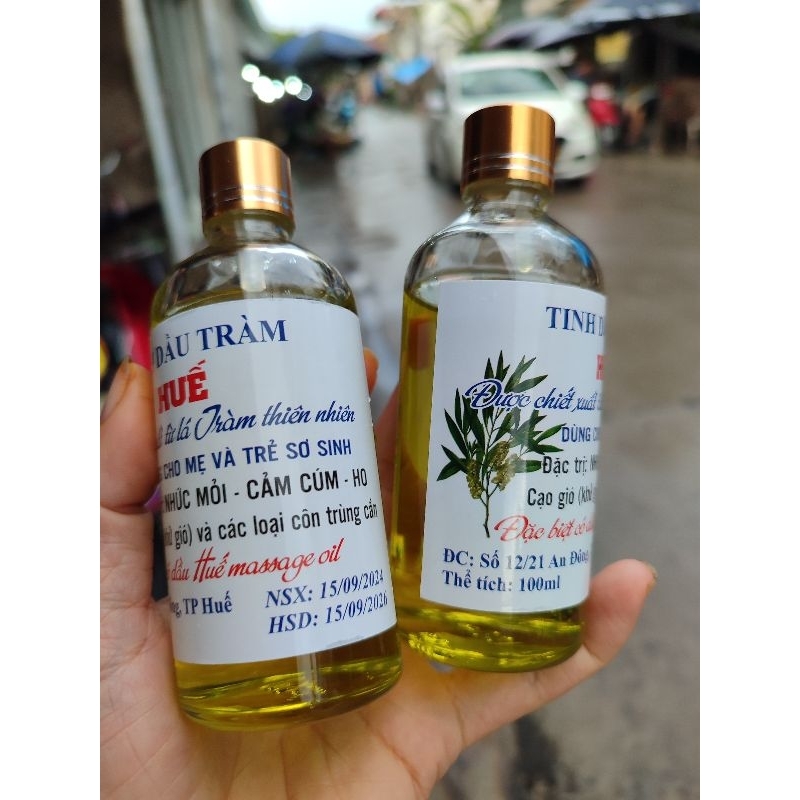 DẦU TRÀM
HUẾ
từ lá Tràm thiên nhiên
CHO MẸ VÀ TRẺ SƠ SINH
NHỨC MỎI - CẢM CÚM - HO
gió) và các loại côn trùng cắn
dầu Huế massage oil
TP Huế
NSX: 15/09/2024
HSD: 15/09/2026
TINH D
H
Được chiết xuất
DÙNG CH
Đặc trị: NH
Cạo gió (khử
Đặc biệt có
ĐC: Số 12/21 An Đông
Thể tích: 100ml